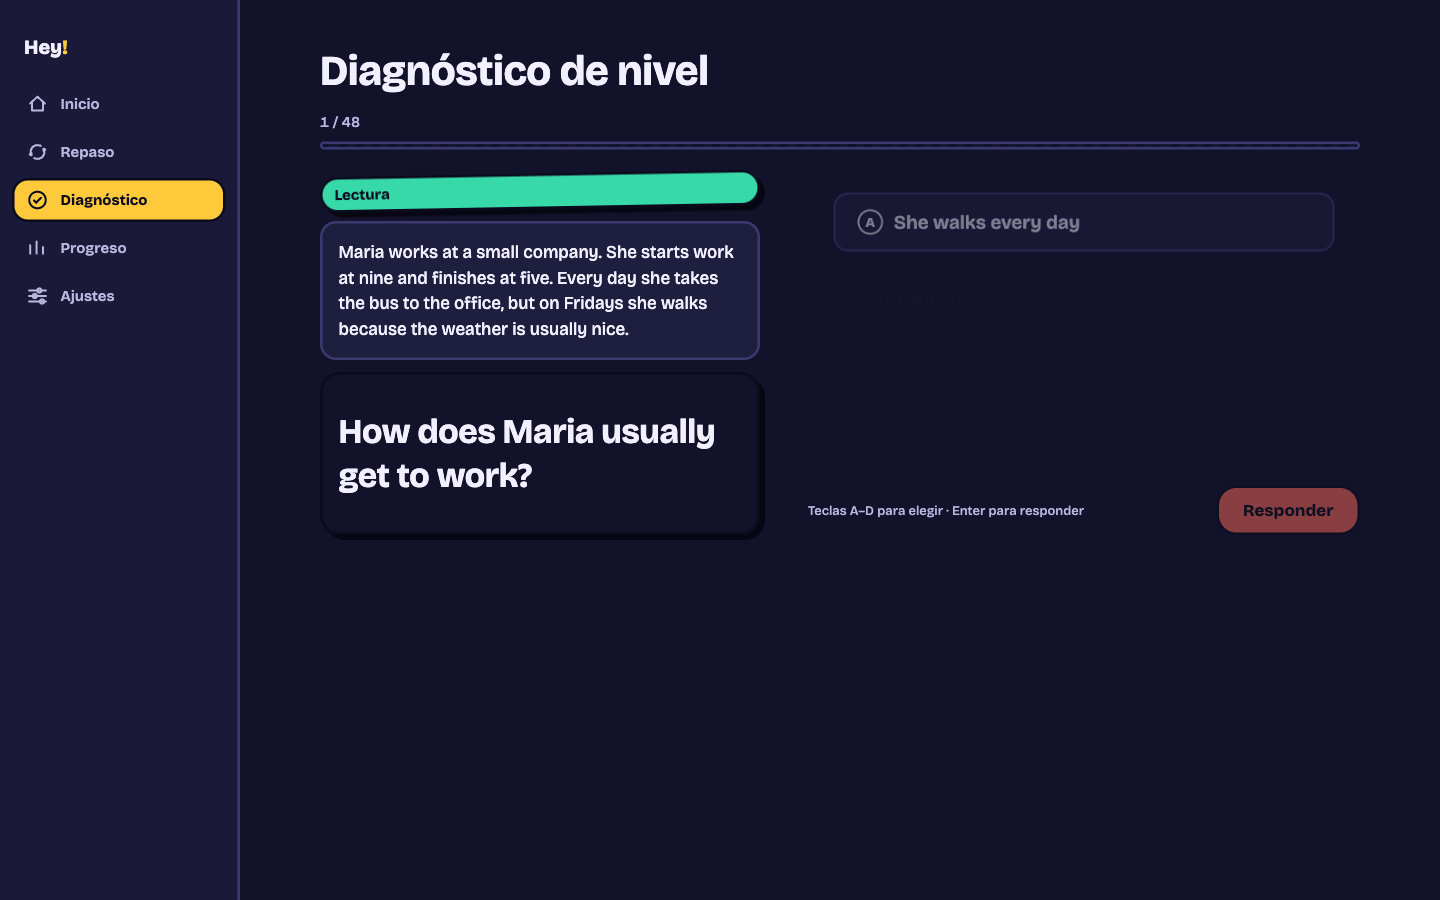 Hey!
Inicio
Repaso
Diagnóstico
Progreso
Ajustes
Diagnóstico de nivel
1 / 48
Lectura
Maria works at a small company. She starts work
at nine and finishes at five. Every day she takes
the bus to the office, but on Fridays she walks
because the weather is usually nice.
How does Maria usually
get to work?
A She walks every day
Teclas A–D para elegir · Enter para responder
Responder